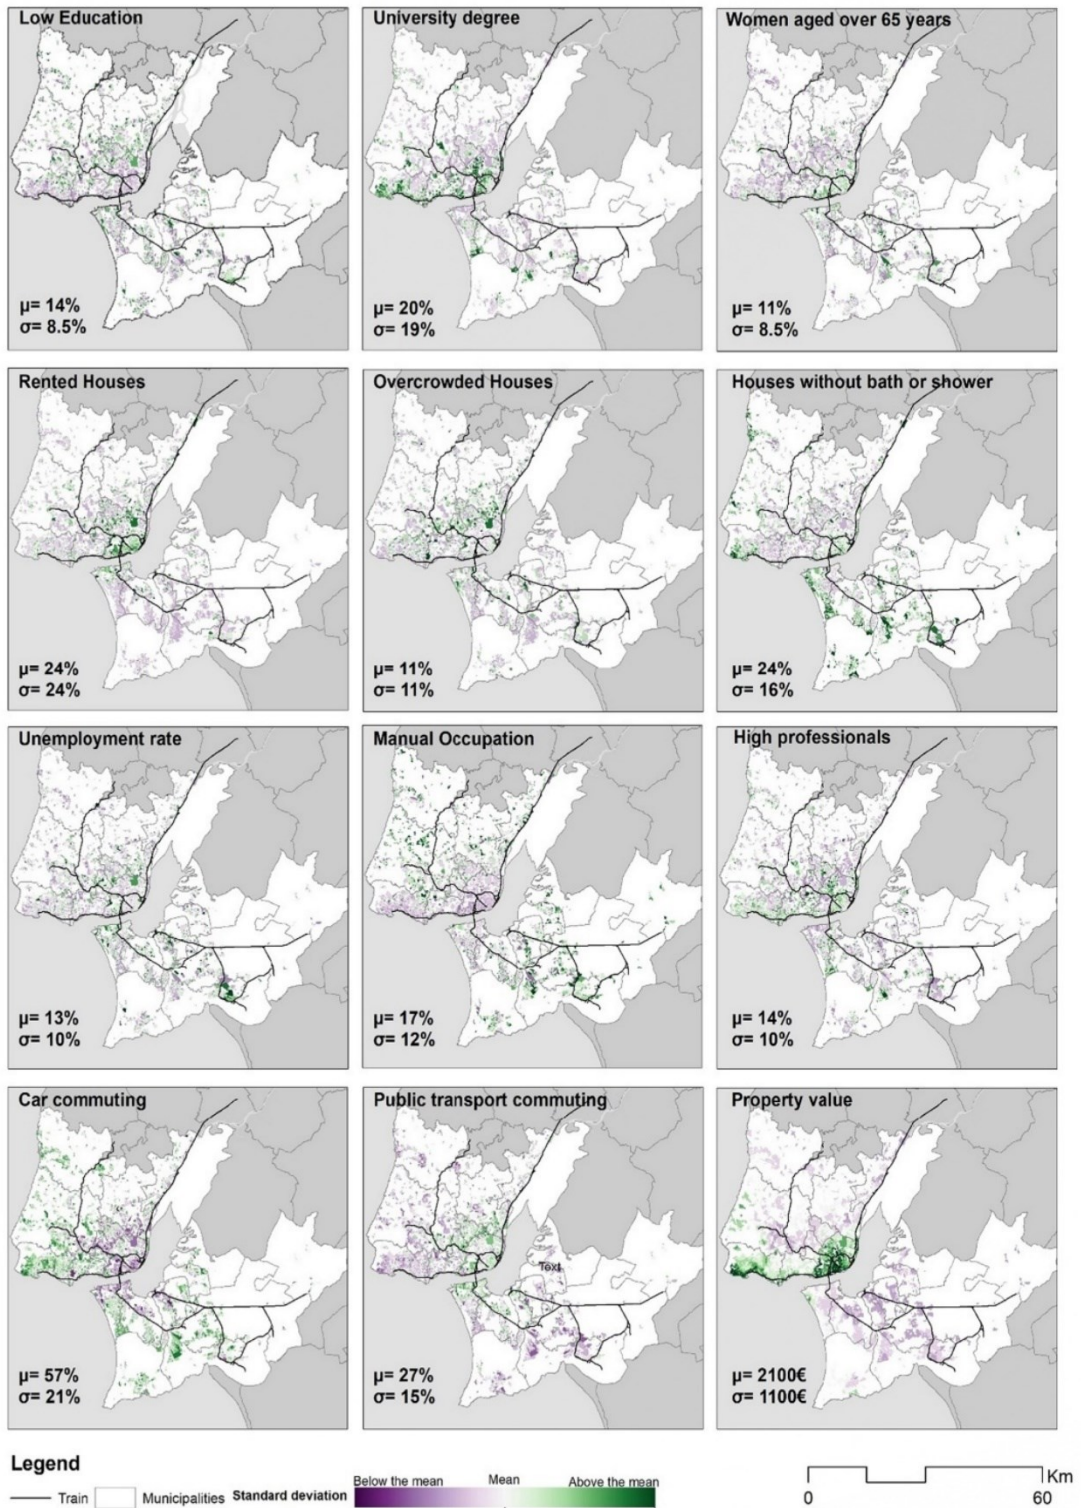 Low Education
μ= 14%
σ= 8.5%
University degree
μ= 20%
σ= 19%
Women aged over 65 years
μ= 11%
σ= 8.5%
Rented Houses
μ= 24%
σ= 24%
Overcrowded Houses
μ= 11%
σ= 11%
Houses without bath or shower
μ= 24%
σ= 16%
Unemployment rate
μ= 13%
σ= 10%
Manual Occupation
μ= 17%
σ= 12%
High professionals
μ= 14%
σ= 10%
Car commuting
μ= 57%
σ= 21%
Public transport commuting
Text
μ= 27%
σ= 15%
Property value
μ= 2100€
σ= 1100€
Legend
Train
Municipalities
Standard deviation
Below the mean
Mean
Above the mean
Km
0
60